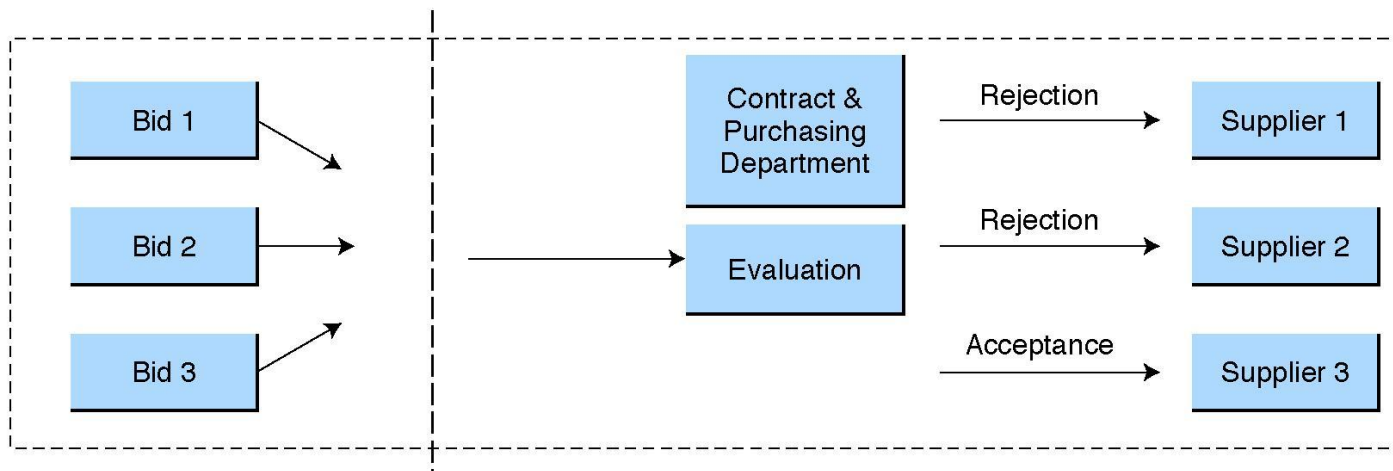 Bid 1
Bid 2
Bid 3
Contract &
Purchasing
Department
Evaluation
Rejection
Rejection
Acceptance
Supplier 1
Supplier 2
Supplier 3